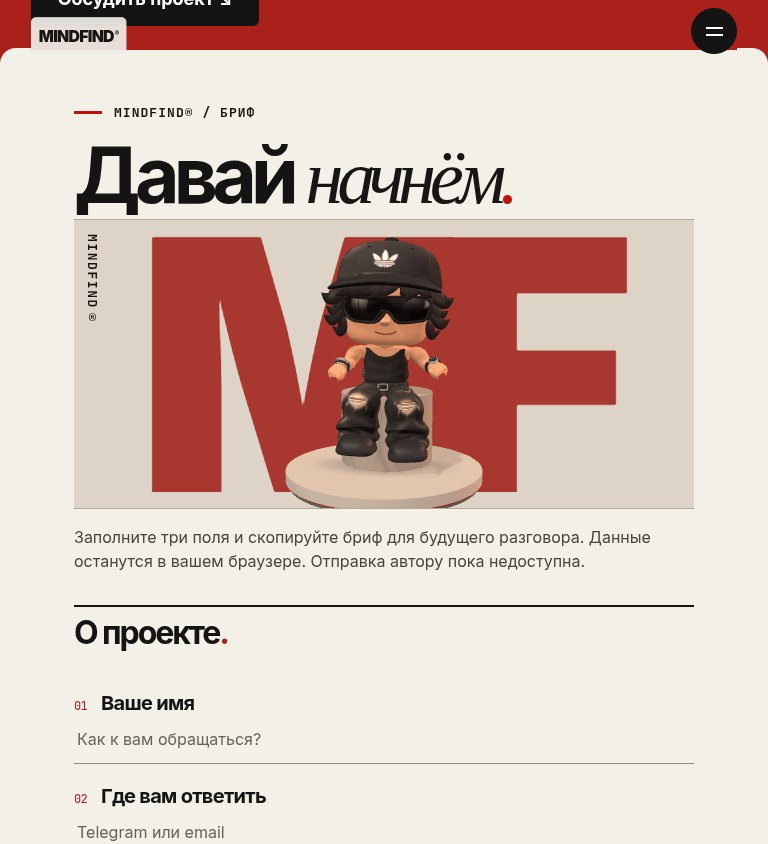 Обсудить проект ↘
MINDFIND®
MINDFIND® / БРИФ
Давай начнём.
MINDFIND ®
MF
Заполните три поля и скопируйте бриф для будущего разговора. Данные
останутся в вашем браузере. Отправка автору пока недоступна.
О проекте.
01 Ваше имя
Как к вам обращаться?
02 Где вам ответить
Telegram или email